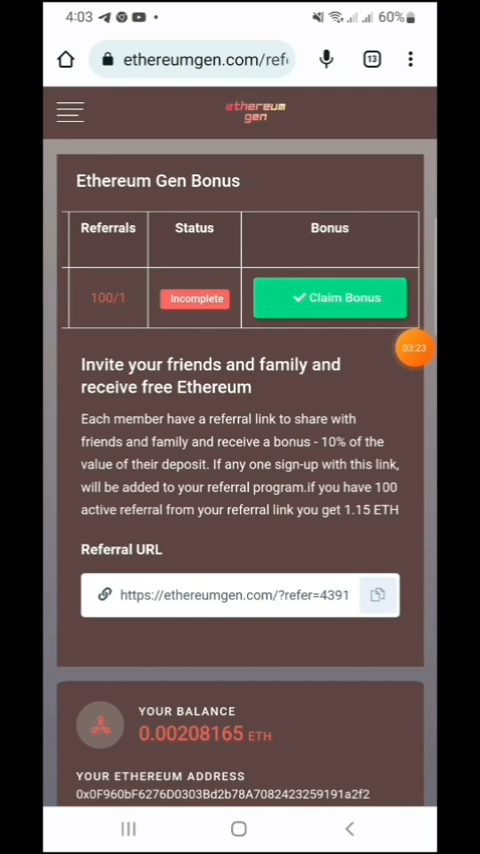 4:03
60%
ethereumgen.com/ref
13
ethereum
gen
Ethereum Gen Bonus
Referrals Status Bonus
100/1 Incomplete Claim Bonus
03:23
Invite your friends and family and
receive free Ethereum
Each member have a referral link to share with
friends and family and receive a bonus - 10% of the
value of their deposit. If any one sign-up with this link,
will be added to your referral program.if you have 100
active referral from your referral link you get 1.15 ETH
Referral URL
https://ethereumgen.com/?refer=4391
YOUR BALANCE
0.00208165 ETH
YOUR ETHEREUM ADDRESS
0x0F960bF6276D0303Bd2b78A7082423259191a2f2